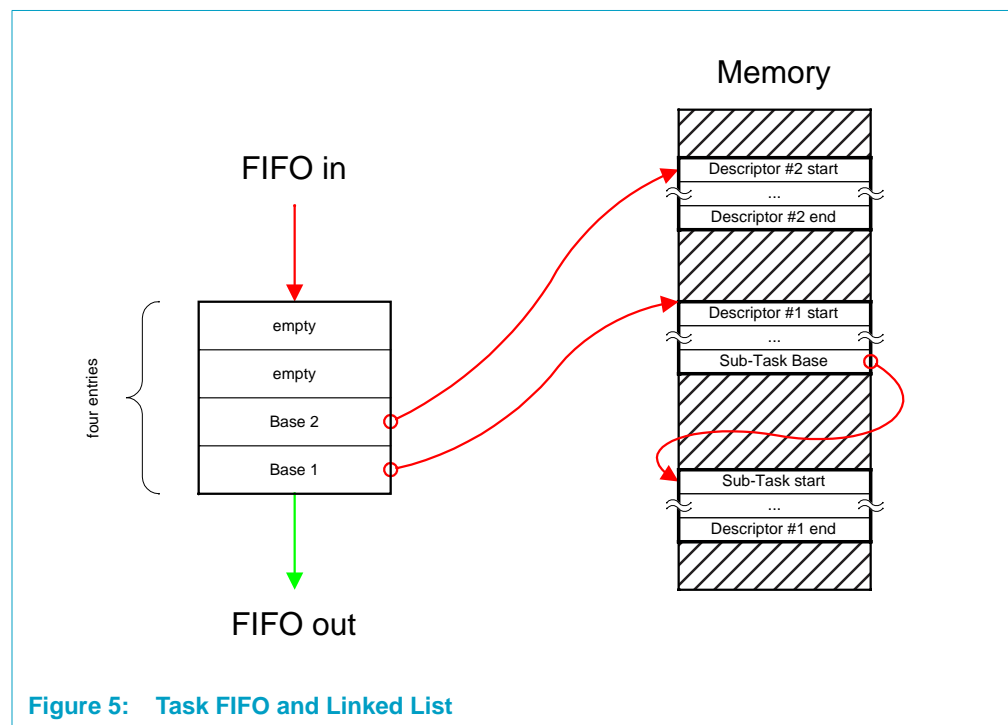 Memory
FIFO in
Descriptor #2 start
...
Descriptor #2 end
four entries
empty
empty
Base 2
Base 1
Descriptor #1 start
...
Sub-Task Base
Sub-Task start
...
Descriptor #1 end
FIFO out
Figure 5: Task FIFO and Linked List